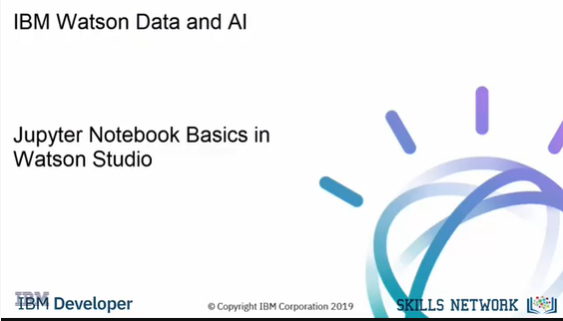 IBM Watson Data and AI
Jupyter Notebook Basics in
Watson Studio
IBM
IBM Developer
© Copyright IBM Corporation 2019
SKILLS NETWORK